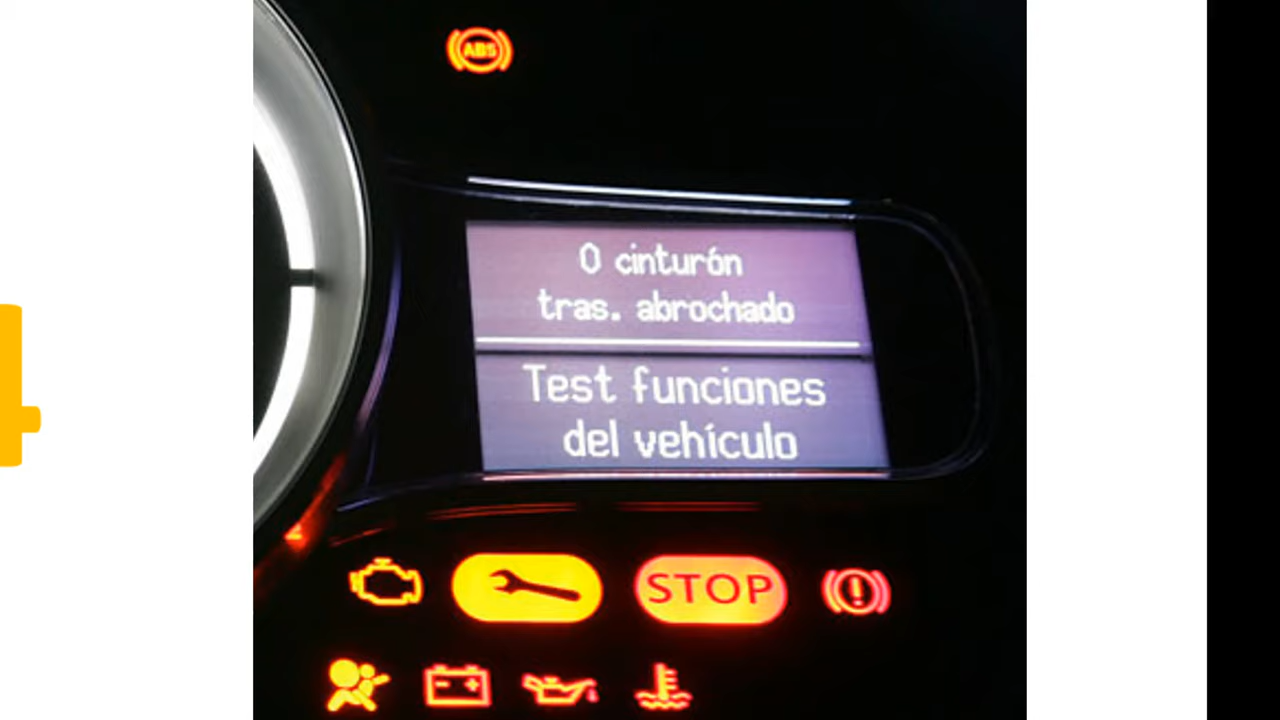 ABS
0 cinturón
tras. abrochado
Test funciones
del vehículo
STOP